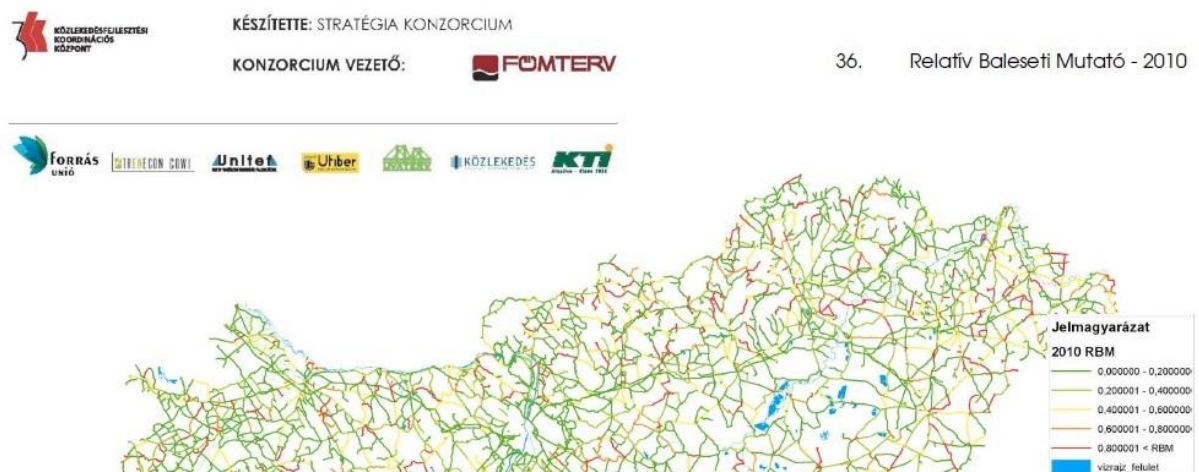 KÖZLEKEDÉSFEJLESZTÉSI
KOORDINÁCIÓS
KÖZPONT
KÉSZÍTETTE: STRATÉGIA KONZORCIUM
KONZORCIUM VEZETŐ:
FŐMTERV
36. Relatív Baleseti Mutató - 2010
FORRÁS
UNIÓ
TRENECON COWI
Unitef
Utiber
KÖZLEKEDÉS
KTI
Jelmagyarázat
2010 RBM
0,000000 - 0,200000
0,200001 - 0,400000
0,400001 - 0,600000
0,600001 - 0,800000
0,800001 < RBM
vizrajz_felulet